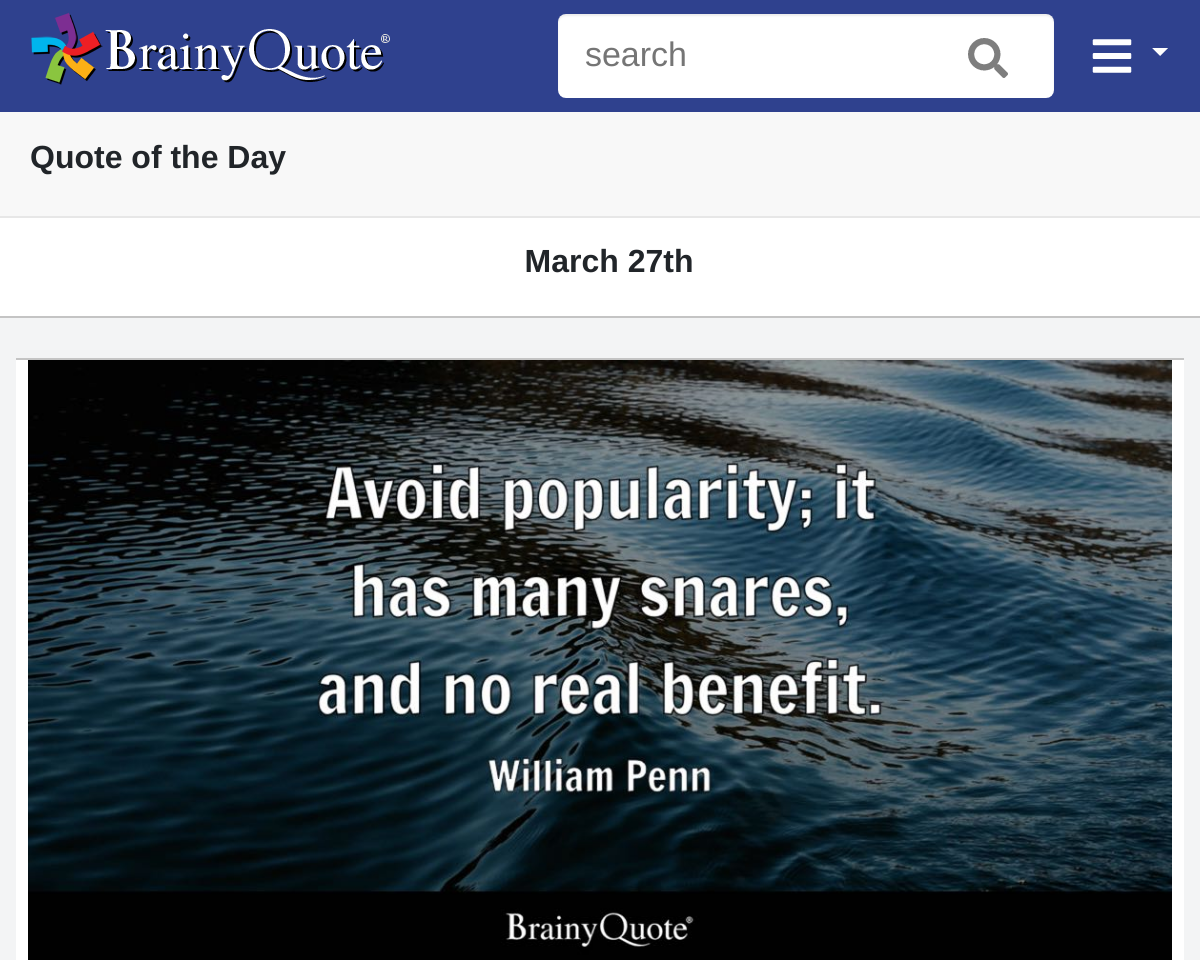 BrainyQuote®
search
Quote of the Day
March 27th
Avoid popularity; it
has many snares,
and no real benefit.
William Penn
BrainyQuote®